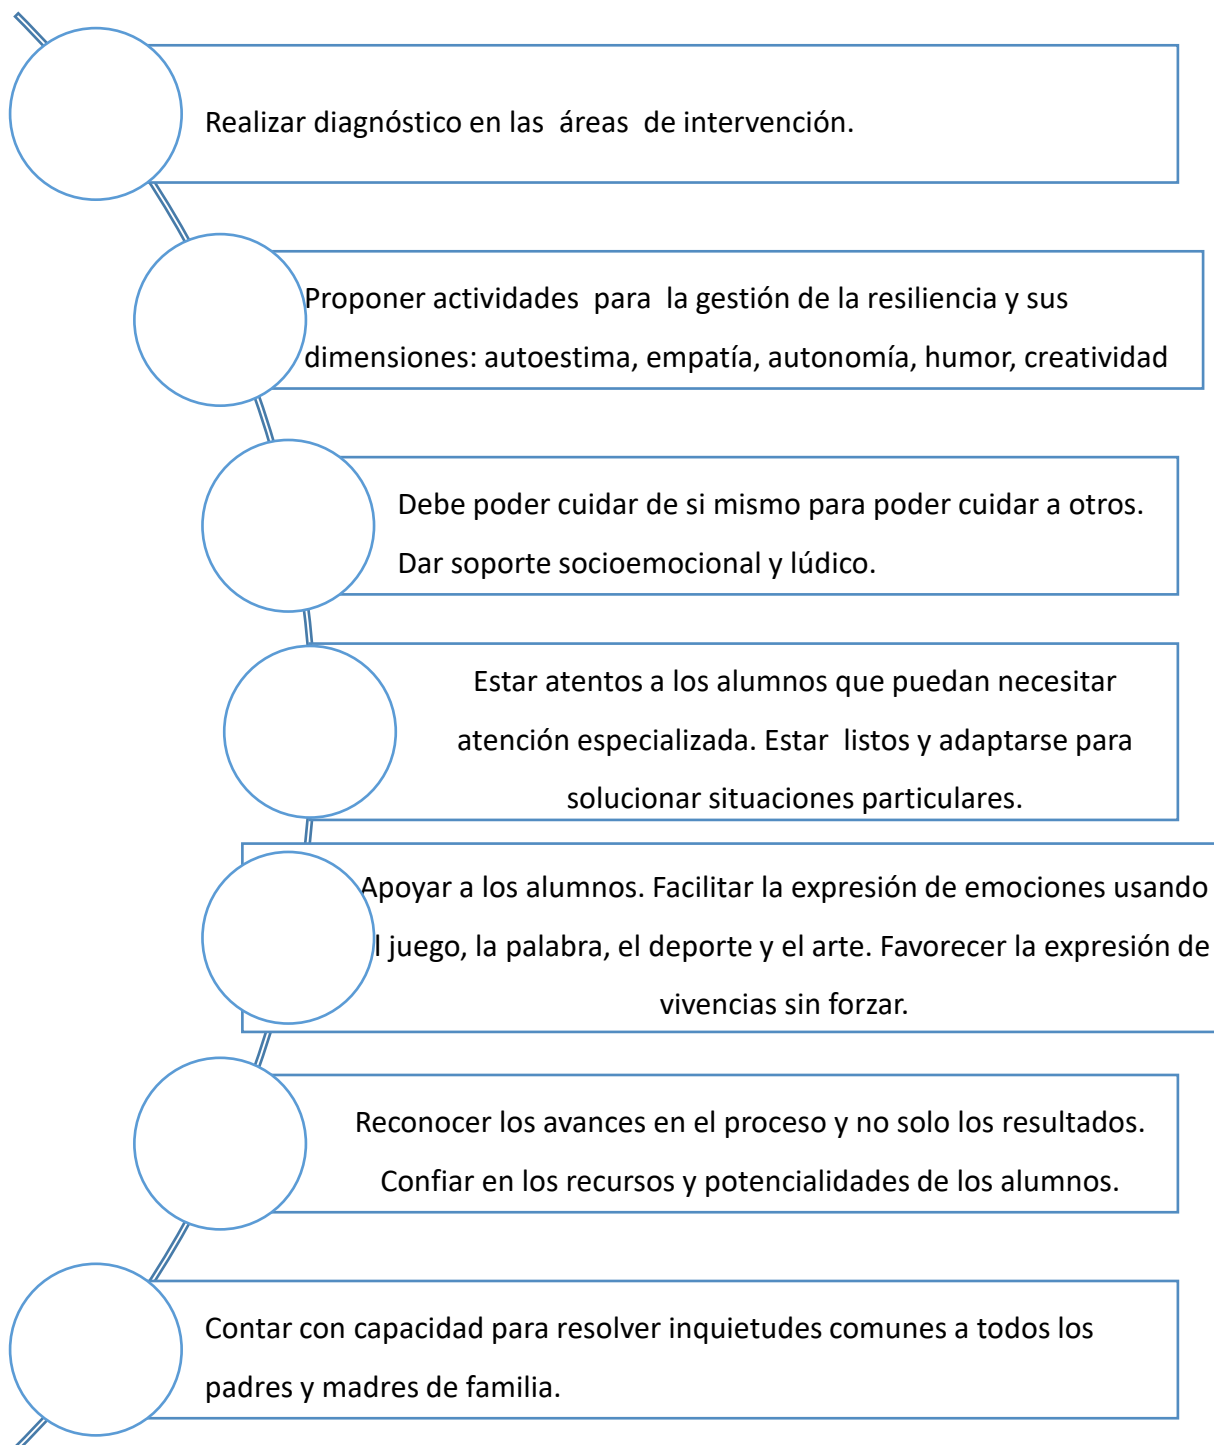 Realizar diagnóstico en las áreas de intervención.
Proponer actividades para la gestión de la resiliencia y sus
dimensiones: autoestima, empatía, autonomía, humor, creatividad
Debe poder cuidar de si mismo para poder cuidar a otros.
Dar soporte socioemocional y lúdico.
Estar atentos a los alumnos que puedan necesitar
atención especializada. Estar listos y adaptarse para
solucionar situaciones particulares.
Apoyar a los alumnos. Facilitar la expresión de emociones usando
l juego, la palabra, el deporte y el arte. Favorecer la expresión de
vivencias sin forzar.
Reconocer los avances en el proceso y no solo los resultados.
Confiar en los recursos y potencialidades de los alumnos.
Contar con capacidad para resolver inquietudes comunes a todos los
padres y madres de familia.